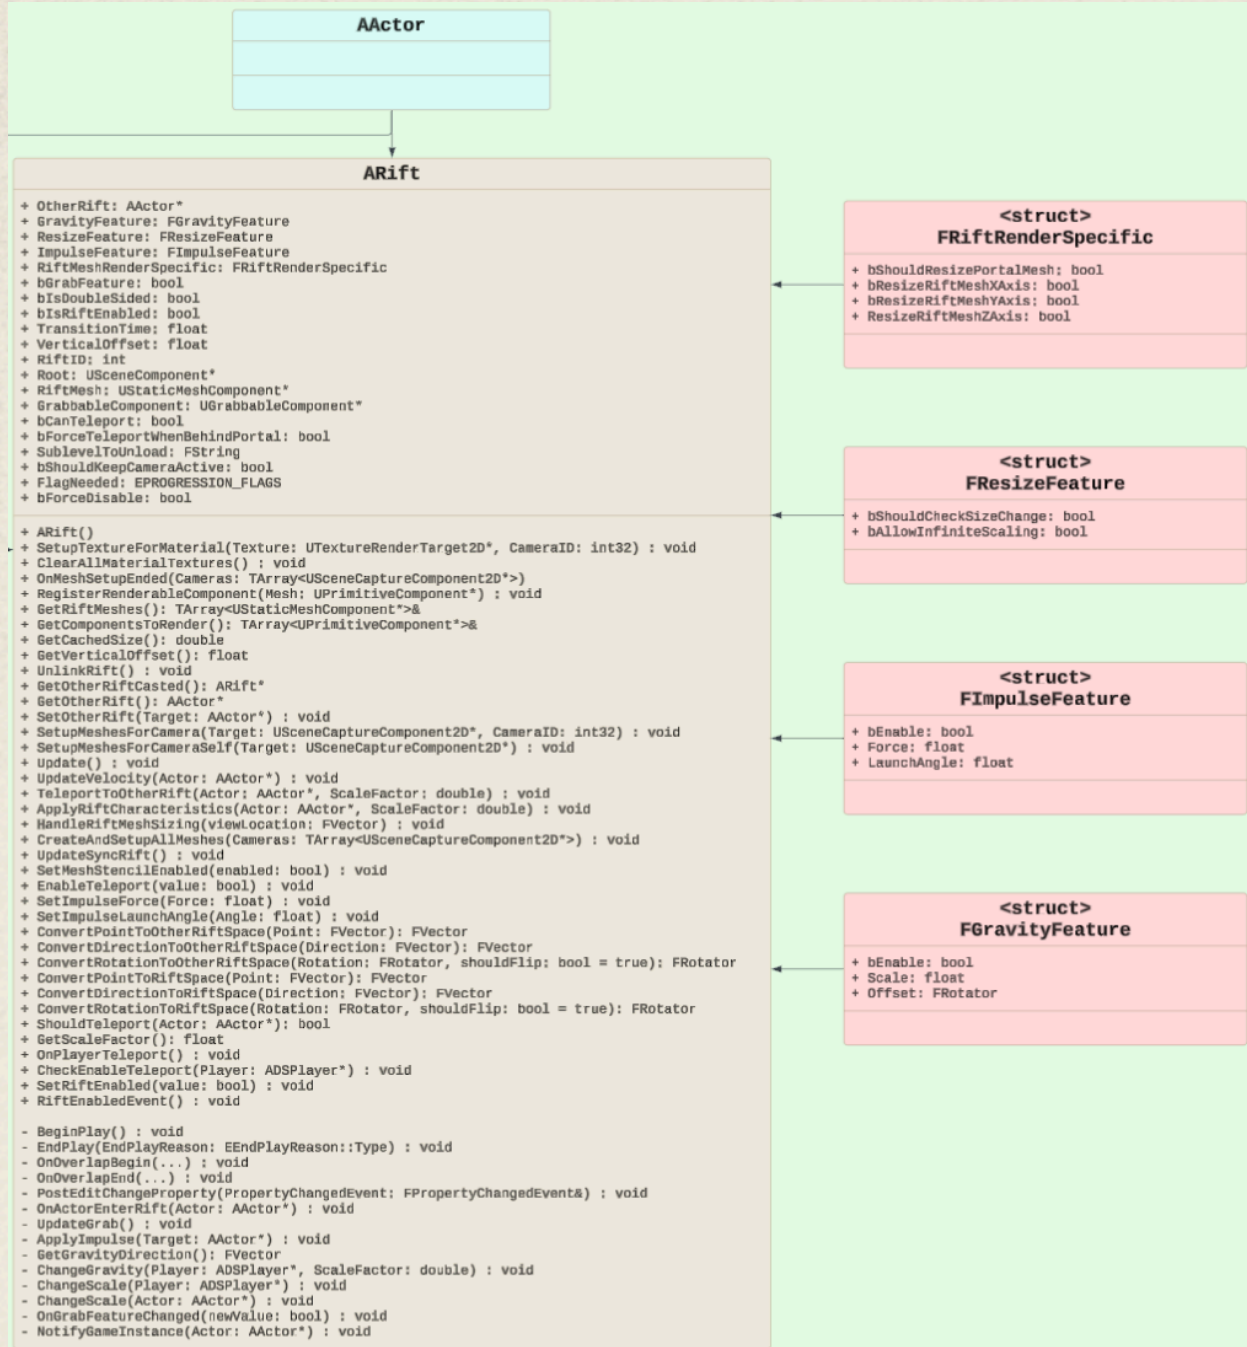 AActor
ARift
+ OtherRift: AActor*
+ GravityFeature: FGravityFeature
+ ResizeFeature: FResizeFeature
+ ImpulseFeature: FImpulseFeature
+ RiftMeshRenderSpecific: FRiftRenderSpecific
+ bGrabFeature: bool
+ bIsDoubleSided: bool
+ bIsRiftEnabled: bool
+ TransitionTime: float
+ VerticalOffset: float
+ RiftID: int
+ Root: USceneComponent*
+ RiftMesh: UStaticMeshComponent*
+ GrabbableComponent: UGrabbableComponent*
+ bCanTeleport: bool
+ bForceTeleportWhenBehindPortal: bool
+ SublevelToUnload: FString
+ bShouldKeepCameraActive: bool
+ FlagNeeded: EPROGRESSION_FLAGS
+ bForceDisable: bool
+ ARift()
+ SetupTextureForMaterial(Texture: UTextureRenderTarget2D*, CameraID: int32) : void
+ ClearAllMaterialTextures() : void
+ OnMeshSetupEnded(Cameras: TArray<USceneCaptureComponent2D*>)
+ RegisterRenderableComponent(Mesh: UPrimitiveComponent*) : void
+ GetRiftMeshes(): TArray<UStaticMeshComponent*>&
+ GetComponentsToRender(): TArray<UPrimitiveComponent*>&
+ GetCachedSize(): double
+ GetVerticalOffset(): float
+ UnlinkRift() : void
+ GetOtherRiftCasted(): ARift*
+ GetOtherRift(): AActor*
+ SetOtherRift(Target: AActor*) : void
+ SetupMeshesForCamera(Target: USceneCaptureComponent2D*, CameraID: int32) : void
+ SetupMeshesForCameraSelf(Target: USceneCaptureComponent2D*) : void
+ Update() : void
+ UpdateVelocity(Actor: AActor*) : void
+ TeleportToOtherRift(Actor: AActor*, ScaleFactor: double) : void
+ ApplyRiftCharacteristics(Actor: AActor*, ScaleFactor: double) : void
+ HandleRiftMeshSizing(viewLocation: FVector) : void
+ CreateAndSetupAllMeshes(Cameras: TArray<USceneCaptureComponent2D*>) : void
+ UpdateSyncRift() : void
+ SetMeshStencilEnabled(enabled: bool) : void
+ EnableTeleport(value: bool) : void
+ SetImpulseForce(Force: float) : void
+ SetImpulseLaunchAngle(Angle: float) : void
+ ConvertPointToOtherRiftSpace(Point: FVector): FVector
+ ConvertDirectionToOtherRiftSpace(Direction: FVector): FVector
+ ConvertRotationToOtherRiftSpace(Rotation: FRotator, shouldFlip: bool = true): FRotator
+ ConvertPointToRiftSpace(Point: FVector): FVector
+ ConvertDirectionToRiftSpace(Direction: FVector): FVector
+ ConvertRotationToRiftSpace(Rotation: FRotator, shouldFlip: bool = true): FRotator
+ ShouldTeleport(Actor: AActor*): bool
+ GetScaleFactor(): float
+ OnPlayerTeleport() : void
+ CheckEnableTeleport(Player: ADSPlayer*) : void
+ SetRiftEnabled(value: bool) : void
+ RiftEnabledEvent() : void
- BeginPlay() : void
- EndPlay(EndPlayReason: EEndPlayReason::Type) : void
- OnOverlapBegin(...) : void
- OnOverlapEnd(...) : void
- PostEditChangeProperty(PropertyChangedEvent: FPropertyChangedEvent&) : void
- OnActorEnterRift(Actor: AActor*) : void
- UpdateGrab() : void
- ApplyImpulse(Target: AActor*) : void
- GetGravityDirection(): FVector
- ChangeGravity(Player: ADSPlayer*, ScaleFactor: double) : void
- ChangeScale(Player: ADSPlayer*) : void
- ChangeScale(Actor: AActor*) : void
- OnGrabFeatureChanged(newValue: bool) : void
- NotifyGameInstance(Actor: AActor*) : void
<struct>
FRiftRenderSpecific
+ bShouldResizePortalMesh: bool
+ bResizeRiftMeshXAxis: bool
+ bResizeRiftMeshYAxis: bool
+ ResizeRiftMeshZAxis: bool
<struct>
FResizeFeature
+ bShouldCheckSizeChange: bool
+ bAllowInfiniteScaling: bool
<struct>
FImpulseFeature
+ bEnable: bool
+ Force: float
+ LaunchAngle: float
<struct>
FGravityFeature
+ bEnable: bool
+ Scale: float
+ Offset: FRotator